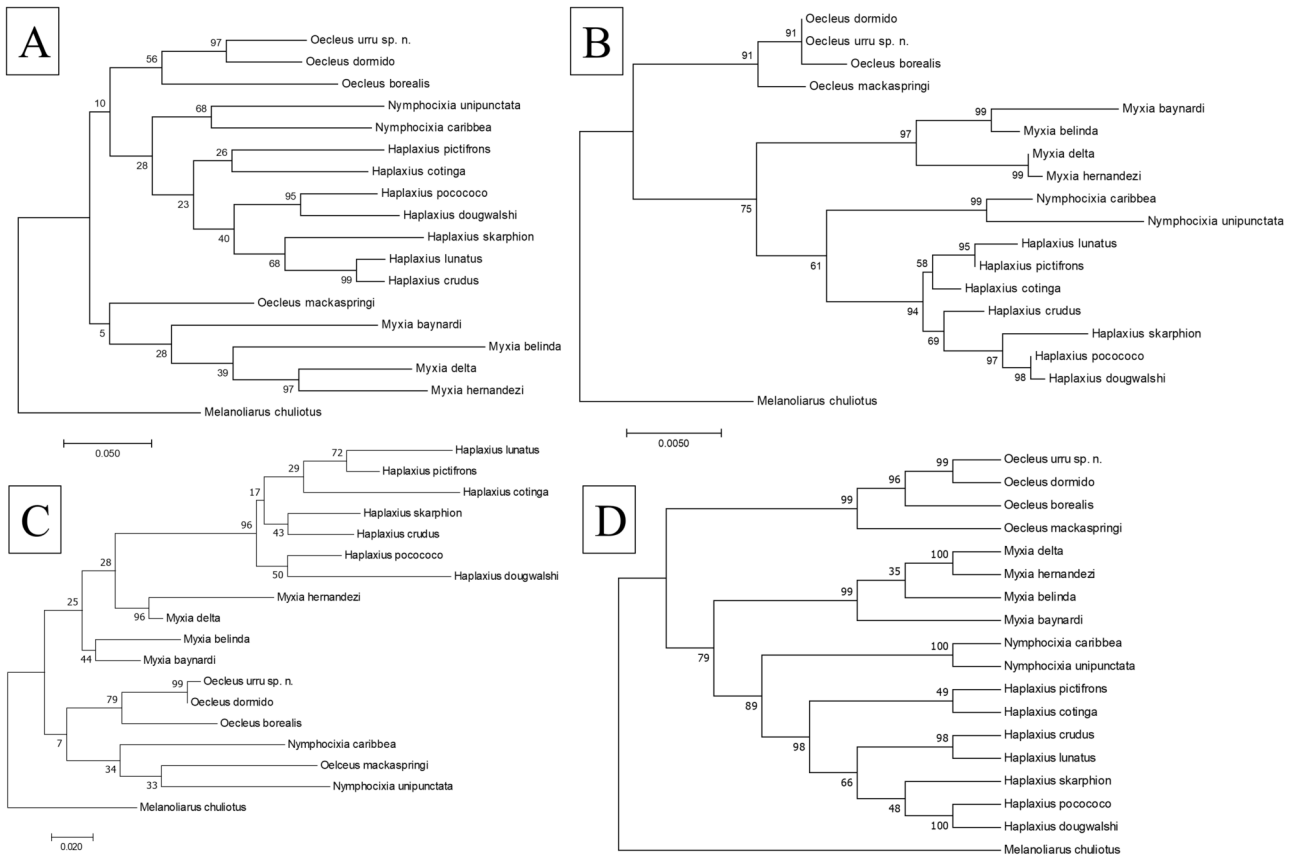 A
97
Oecleus urru sp. n.
56
Oecleus dormido
Oecleus borealis
10
68
Nymphocixia unipunctata
Nymphocixia caribbea
28
26
Haplaxius pictifrons
Haplaxius cotinga
23
95
Haplaxius pocococo
Haplaxius dougwalshi
40
Haplaxius skarphion
68
Haplaxius lunatus
99
Haplaxius crudus
Oecleus mackaspringi
5
Myxia baynardi
28
Myxia belinda
39
Myxia delta
97
Myxia hernandezi
Melanoliarus chuliotus
0.050
B
Oecleus dormido
91
Oecleus urru sp. n.
91
Oecleus borealis
Oecleus mackaspringi
99
Myxia baynardi
97
Myxia belinda
Myxia delta
99
Myxia hernandezi
75
99
Nymphocixia caribbea
Nymphocixia unipunctata
61
95
Haplaxius lunatus
58
Haplaxius pictifrons
Haplaxius cotinga
94
Haplaxius crudus
69
Haplaxius skarphion
97
Haplaxius pocococo
98
Haplaxius dougwalshi
Melanoliarus chuliotus
0.0050
C
72
Haplaxius lunatus
29
Haplaxius pictifrons
17
Haplaxius cotinga
96
Haplaxius skarphion
43
Haplaxius crudus
Haplaxius pocococo
50
Haplaxius dougwalshi
28
Myxia hernandezi
96
Myxia delta
25
Myxia belinda
44
Myxia baynardi
99
Oecleus urru sp. n.
79
Oecleus dormido
Oecleus borealis
7
Nymphocixia caribbea
34
Oelceus mackaspringi
33
Nymphocixia unipunctata
Melanoliarus chuliotus
0.020
D
99
Oecleus urru sp. n.
96
Oecleus dormido
99
Oecleus borealis
Oecleus mackaspringi
100
Myxia delta
35
Myxia hernandezi
99
Myxia belinda
Myxia baynardi
79
100
Nymphocixia caribbea
Nymphocixia unipunctata
89
49
Haplaxius pictifrons
Haplaxius cotinga
98
98
Haplaxius crudus
Haplaxius lunatus
66
Haplaxius skarphion
48
Haplaxius pocococo
100
Haplaxius dougwalshi
Melanoliarus chuliotus